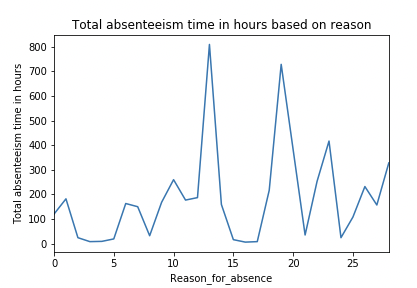 Total absenteeism time in hours based on reason
800
700
600
500
400
300
200
100
0
Total absenteeism time in hours
0 5 10 15 20 25
Reason_for_absence